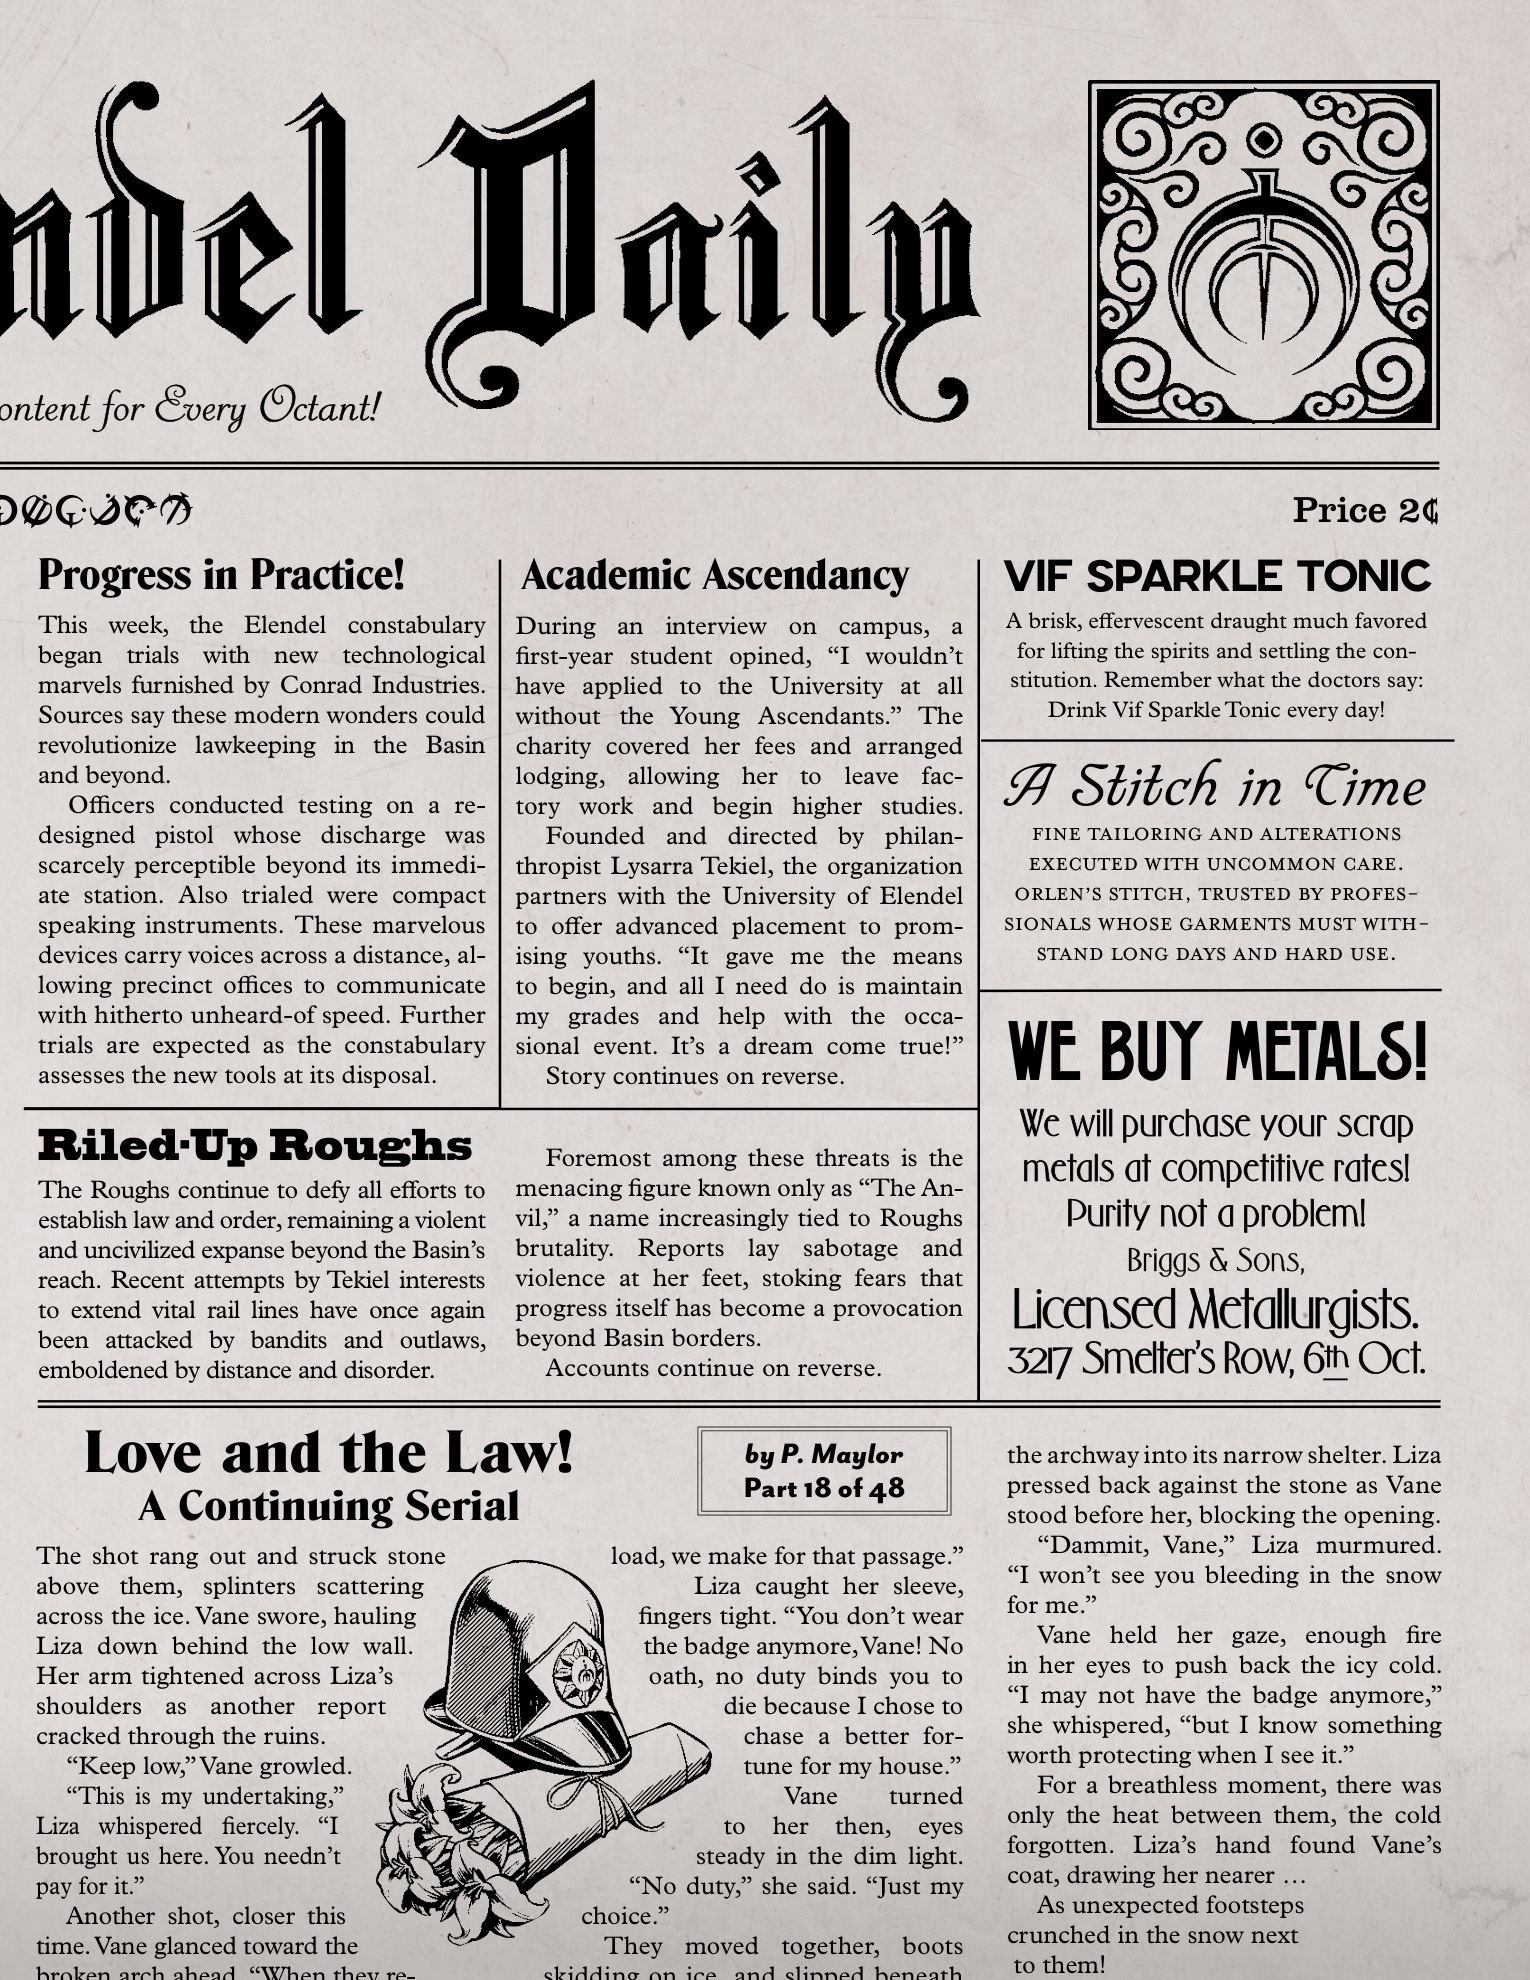 ndel Daily
ontent for Every Octant!
Price 2¢
Progress in Practice!
This week, the Elendel constabulary
began trials with new technological
marvels furnished by Conrad Industries.
Sources say these modern wonders could
revolutionize lawkeeping in the Basin
and beyond.
Officers conducted testing on a re-
designed pistol whose discharge was
scarcely perceptible beyond its immedi-
ate station. Also trialed were compact
speaking instruments. These marvelous
devices carry voices across a distance, al-
lowing precinct offices to communicate
with hitherto unheard-of speed. Further
trials are expected as the constabulary
assesses the new tools at its disposal.
Academic Ascendancy
During an interview on campus, a
first-year student opined, “I wouldn’t
have applied to the University at all
without the Young Ascendants.” The
charity covered her fees and arranged
lodging, allowing her to leave fac-
tory work and begin higher studies.
Founded and directed by philan-
thropist Lysarra Tekiel, the organization
partners with the University of Elendel
to offer advanced placement to prom-
ising youths. “It gave me the means
to begin, and all I need do is maintain
my grades and help with the occa-
sional event. It’s a dream come true!”
Story continues on reverse.
VIF SPARKLE TONIC
A brisk, effervescent draught much favored
for lifting the spirits and settling the con-
stitution. Remember what the doctors say:
Drink Vif Sparkle Tonic every day!
A Stitch in Time
FINE TAILORING AND ALTERATIONS
EXECUTED WITH UNCOMMON CARE.
ORLEN’S STITCH, TRUSTED BY PROFES-
SIONALS WHOSE GARMENTS MUST WITH-
STAND LONG DAYS AND HARD USE.
WE BUY METALS!
We will purchase your scrap
metals at competitive rates!
Purity not a problem!
Briggs & Sons,
Licensed Metallurgists.
3217 Smelter’s Row, 6th Oct.
Riled-Up Roughs
The Roughs continue to defy all efforts to
establish law and order, remaining a violent
and uncivilized expanse beyond the Basin’s
reach. Recent attempts by Tekiel interests
to extend vital rail lines have once again
been attacked by bandits and outlaws,
emboldened by distance and disorder.
Foremost among these threats is the
menacing figure known only as “The An-
vil,” a name increasingly tied to Roughs
brutality. Reports lay sabotage and
violence at her feet, stoking fears that
progress itself has become a provocation
beyond Basin borders.
Accounts continue on reverse.
Love and the Law!
A Continuing Serial
by P. Maylor
Part 18 of 48
The shot rang out and struck stone
above them, splinters scattering
across the ice. Vane swore, hauling
Liza down behind the low wall.
Her arm tightened across Liza’s
shoulders as another report
cracked through the ruins.
“Keep low,” Vane growled.
“This is my undertaking,”
Liza whispered fiercely. “I
brought us here. You needn’t
pay for it.”
Another shot, closer this
time. Vane glanced toward the
broken arch ahead. “When they re-
load, we make for that passage.”
Liza caught her sleeve,
fingers tight. “You don’t wear
the badge anymore, Vane! No
oath, no duty binds you to
die because I chose to
chase a better for-
tune for my house.”
Vane turned
to her then, eyes
steady in the dim light.
“No duty,” she said. “Just my
choice.”
They moved together, boots
skidding on ice, and slipped beneath
the archway into its narrow shelter. Liza
pressed back against the stone as Vane
stood before her, blocking the opening.
“Dammit, Vane,” Liza murmured.
“I won’t see you bleeding in the snow
for me.”
Vane held her gaze, enough fire
in her eyes to push back the icy cold.
“I may not have the badge anymore,”
she whispered, “but I know something
worth protecting when I see it.”
For a breathless moment, there was
only the heat between them, the cold
forgotten. Liza’s hand found Vane’s
coat, drawing her nearer …
As unexpected footsteps
crunched in the snow next
to them!